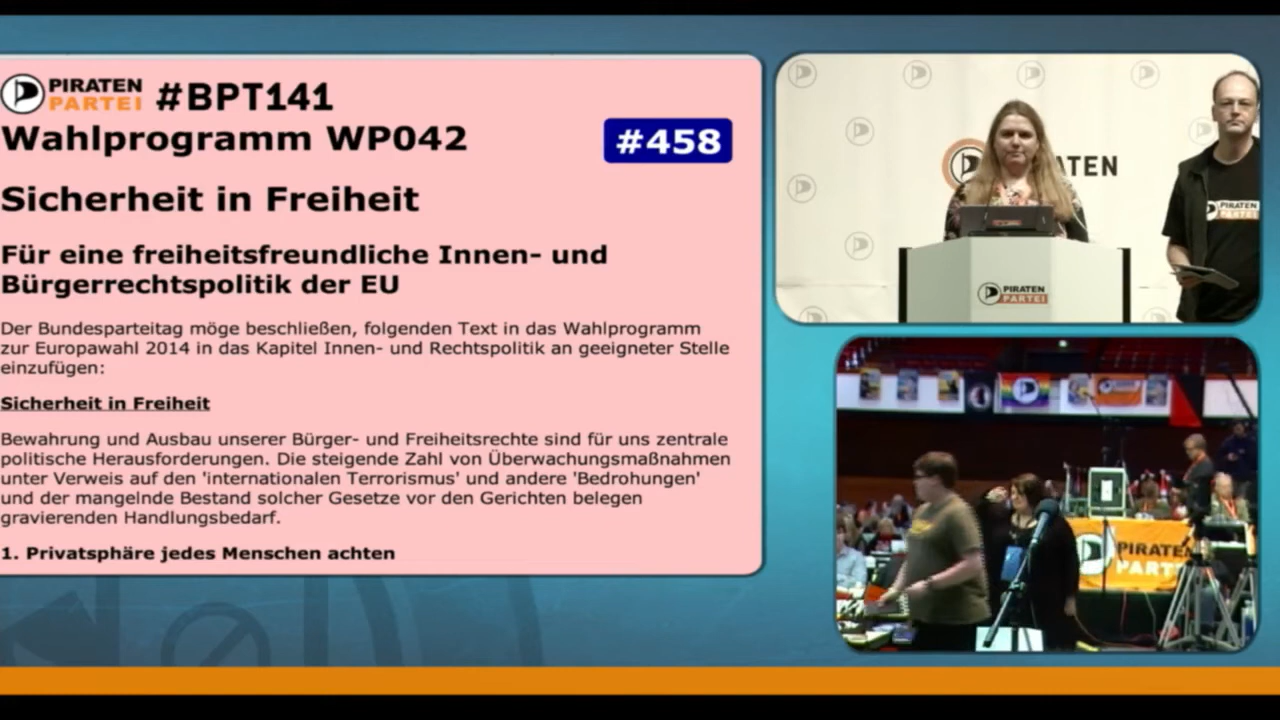 PIRATEN
PARTEI
#BPT141
Wahlprogramm WP042
#458
Sicherheit in Freiheit
Für eine freiheitsfreundliche Innen- und
Bürgerrechtspolitik der EU
Der Bundesparteitag möge beschließen, folgenden Text in das Wahlprogramm
zur Europawahl 2014 in das Kapitel Innen- und Rechtspolitik an geeigneter Stelle
einzufügen:
Sicherheit in Freiheit
Bewahrung und Ausbau unserer Bürger- und Freiheitsrechte sind für uns zentrale
politische Herausforderungen. Die steigende Zahl von Überwachungsmaßnahmen
unter Verweis auf den 'internationalen Terrorismus' und andere 'Bedrohungen'
und der mangelnde Bestand solcher Gesetze vor den Gerichten belegen
gravierenden Handlungsbedarf.
1. Privatsphäre jedes Menschen achten
ATEN
PIRATEN
PARTEI
PIRATEN
PARTEI
PIRATEN
PARTE